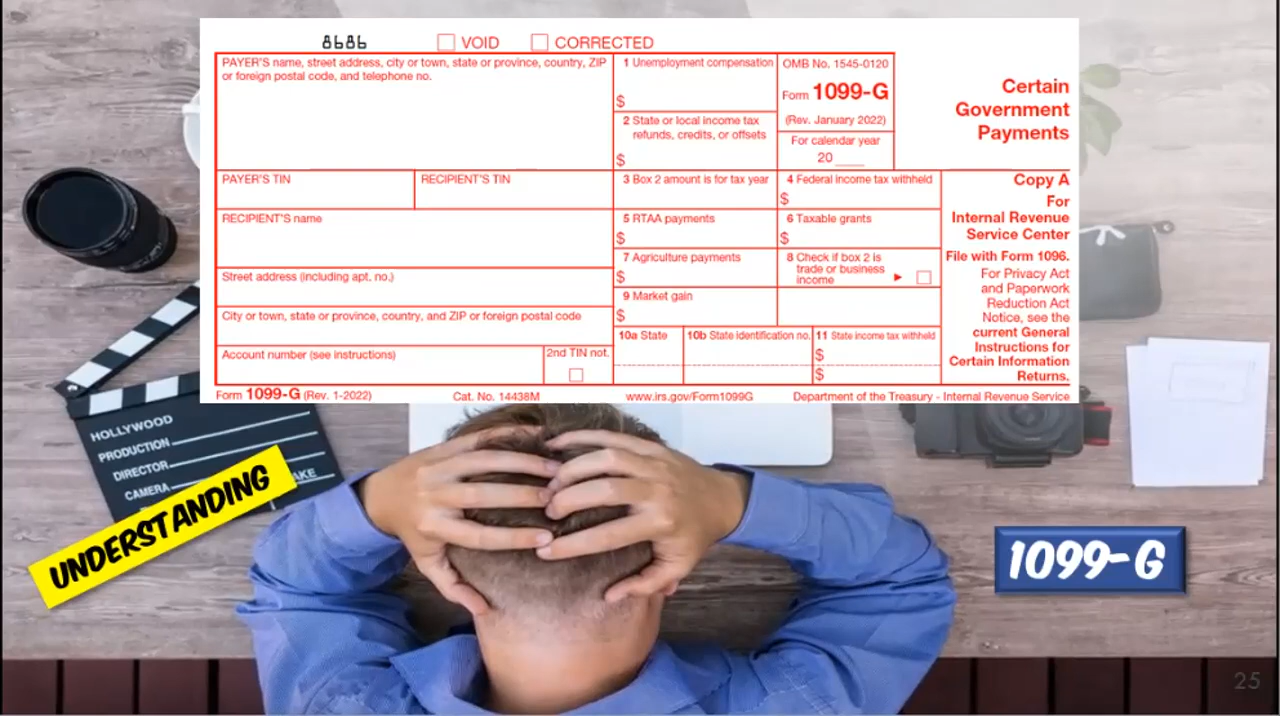 8686 VOID CORRECTED
PAYER'S name, street address, city or town, state or province, country, ZIP
or foreign postal code, and telephone no.
1 Unemployment compensation
$
2 State or local income tax
refunds, credits, or offsets
$
OMB No. 1545-0120
Form 1099-G
(Rev. January 2022)
For calendar year
20 ____
Certain
Government
Payments
PAYER'S TIN
RECIPIENT'S TIN
3 Box 2 amount is for tax year
4 Federal income tax withheld
$
RECIPIENT'S name
5 RTAA payments
$
6 Taxable grants
$
7 Agriculture payments
$
8 Check if box 2 is
trade or business
income ►
Street address (including apt. no.)
9 Market gain
$
City or town, state or province, country, and ZIP or foreign postal code
10a State
10b State identification no.
11 State income tax withheld
$
$
Account number (see instructions)
2nd TIN not.
Copy A
For
Internal Revenue
Service Center
File with Form 1096.
For Privacy Act
and Paperwork
Reduction Act
Notice, see the
current General
Instructions for
Certain Information
Returns.
Form 1099-G (Rev. 1-2022) Cat. No. 14438M www.irs.gov/Form1099G Department of the Treasury - Internal Revenue Service
HOLLYWOOD
PRODUCTION
DIRECTOR
CAMERA
AKE
UNDERSTANDING
1099-G
25